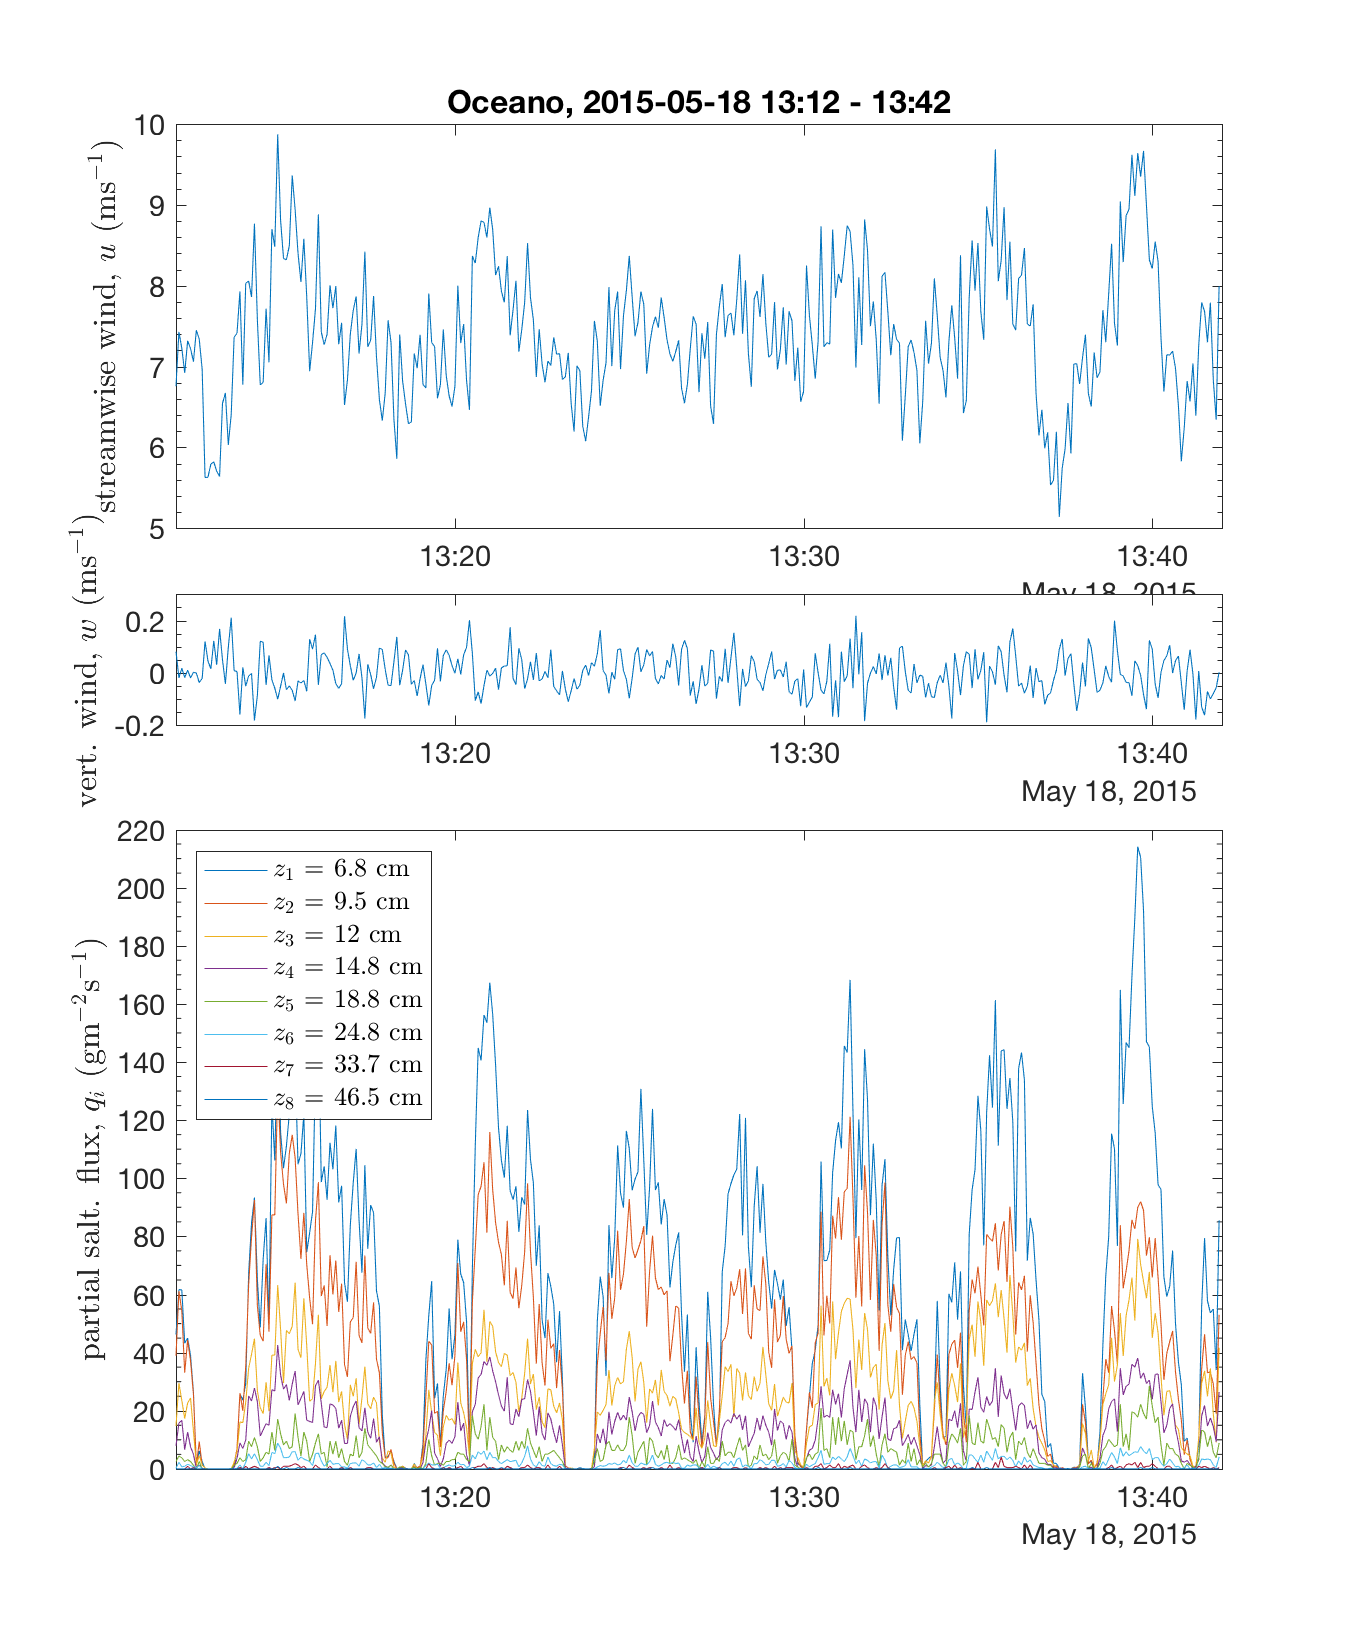 Oceano, 2015-05-18 13:12 - 13:42
streamwise wind, u (ms⁻¹)
10
9
8
7
6
5
13:20 13:30 13:40
May 18, 2015
vert. wind, w (ms⁻¹)
0.2
0
-0.2
13:20 13:30 13:40
May 18, 2015
partial salt. flux, qᵢ (gm⁻²s⁻¹)
220
200
180
160
140
120
100
80
60
40
20
0
z₁ = 6.8 cm
z₂ = 9.5 cm
z₃ = 12 cm
z₄ = 14.8 cm
z₅ = 18.8 cm
z₆ = 24.8 cm
z₇ = 33.7 cm
z₈ = 46.5 cm
13:20 13:30 13:40
May 18, 2015